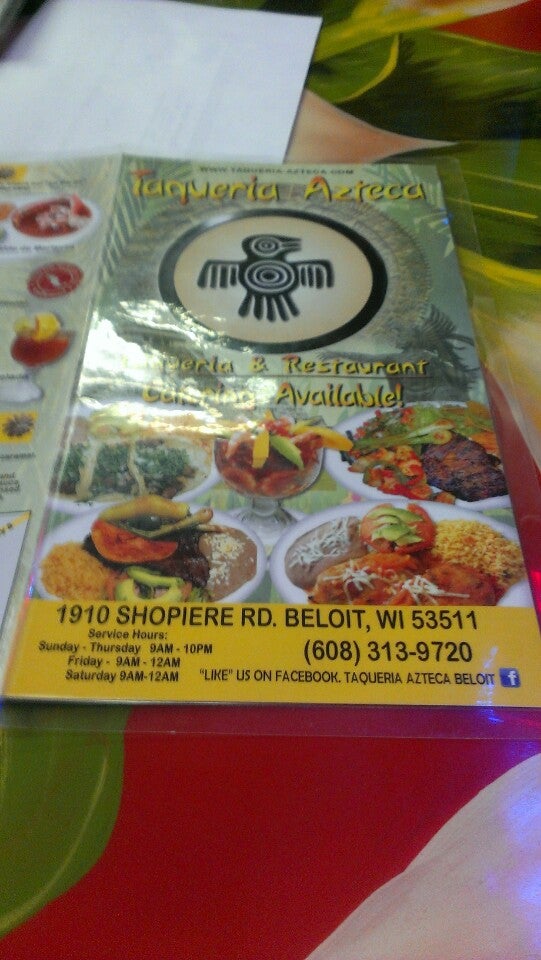 WWW.TAQUERIA-AZTECA.COM
Taqueria Azteca
& Restaurant
Catering Available!
1910 SHOPIERE RD. BELOIT, WI 53511
Service Hours:
Sunday - Thursday 9AM - 10PM
Friday - 9AM - 12AM
Saturday 9AM-12AM
(608) 313-9720
"LIKE" US ON FACEBOOK. TAQUERIA AZTECA BELOIT f